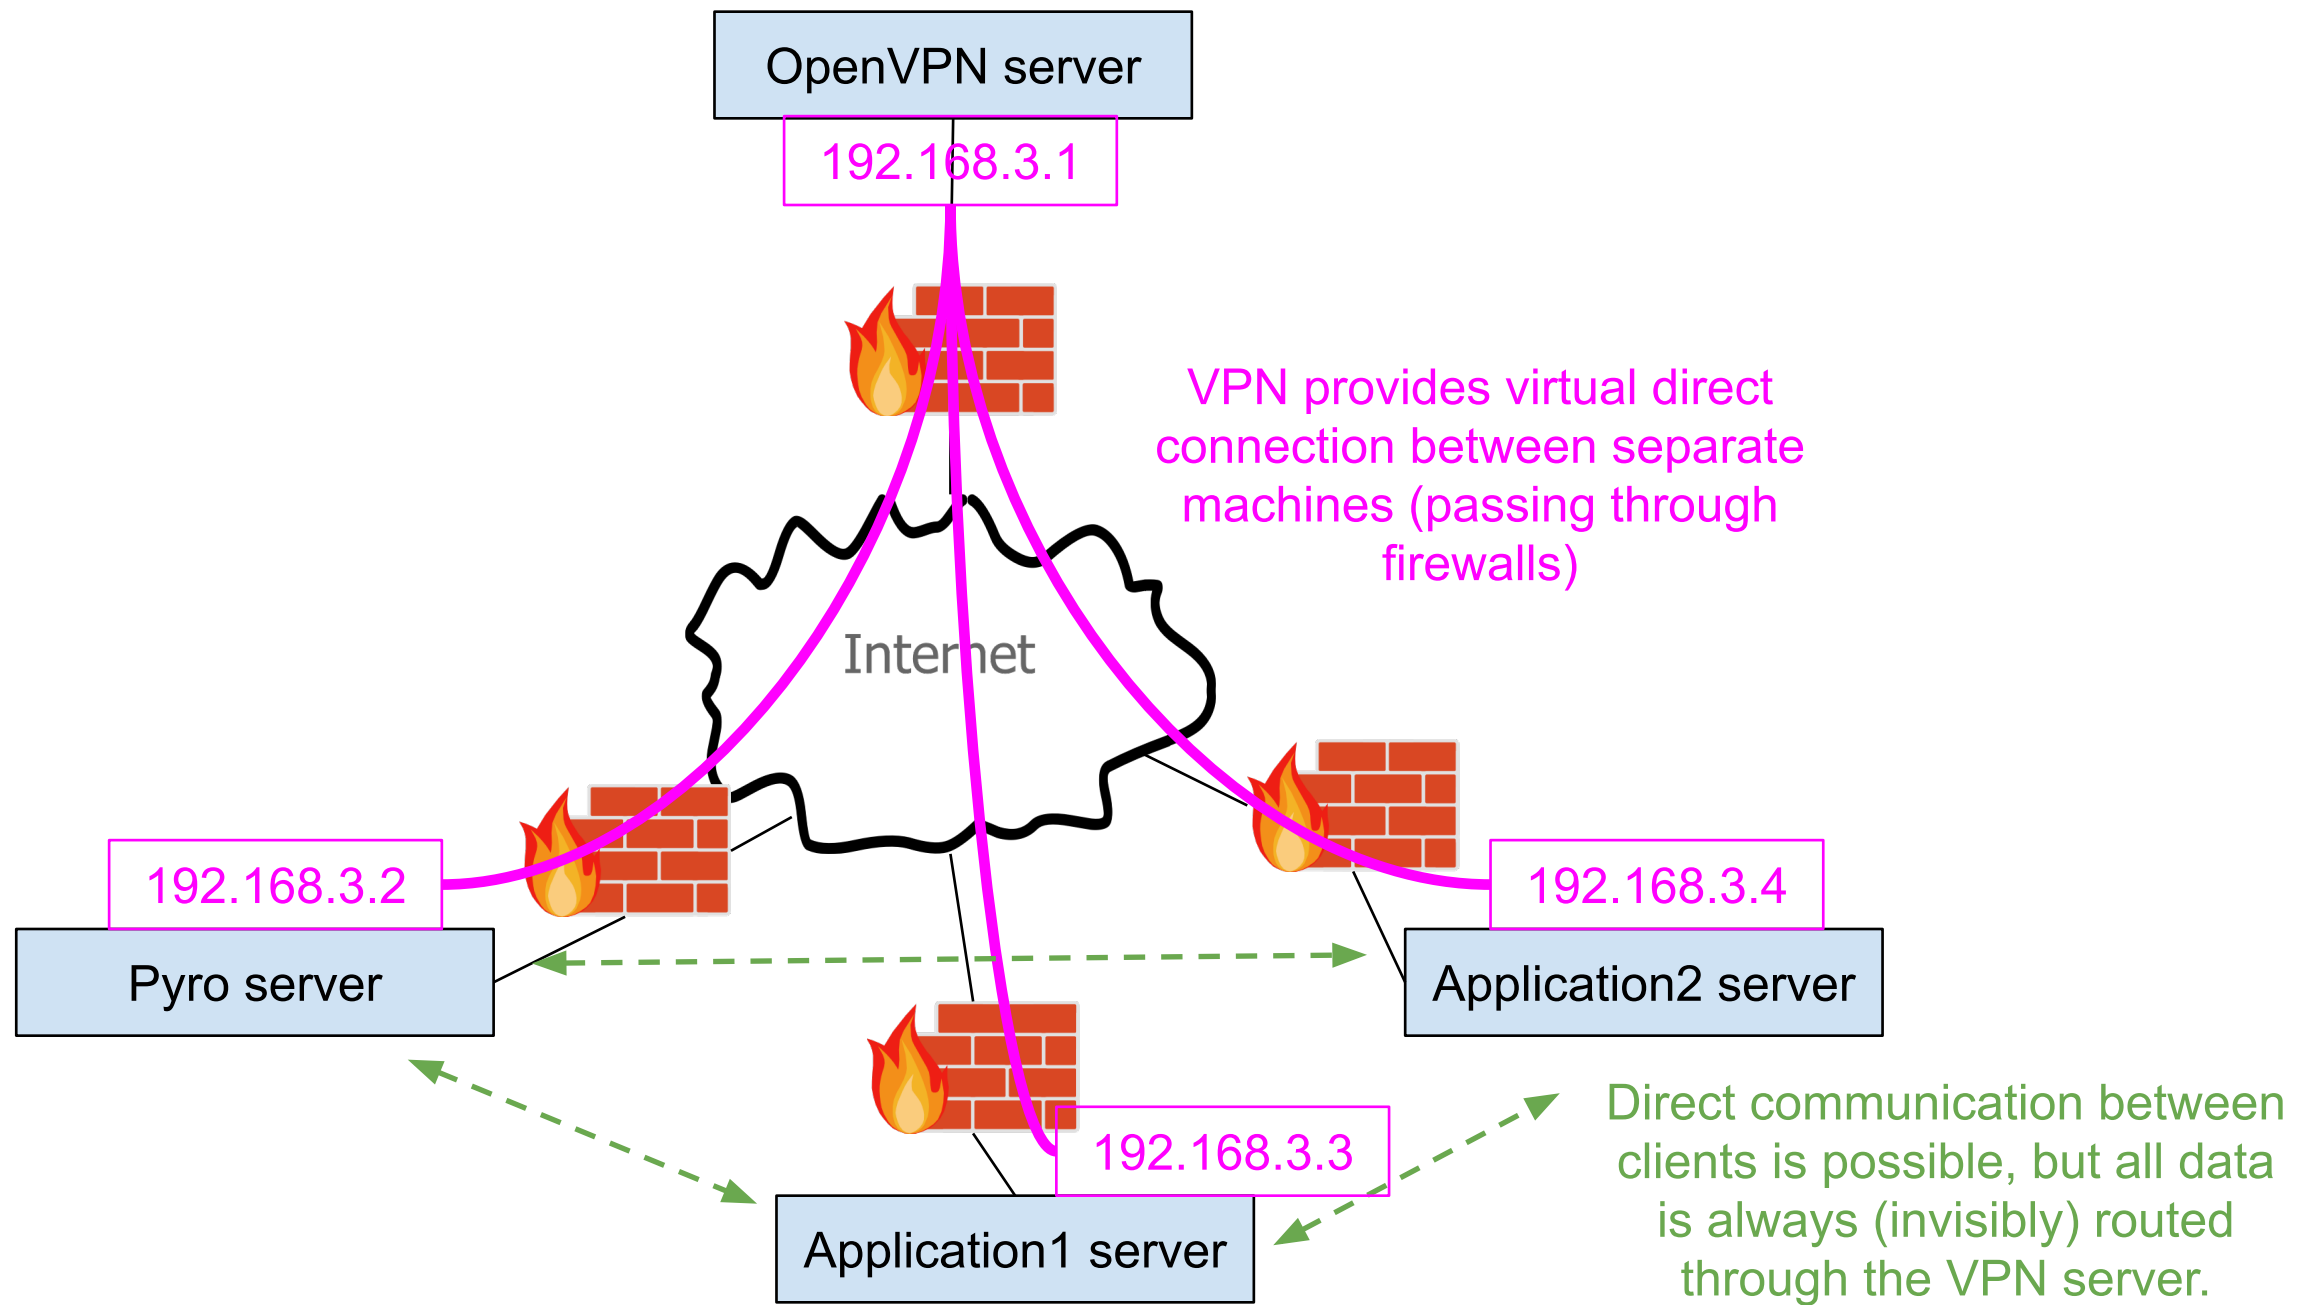 OpenVPN server
192.168.3.1
VPN provides virtual direct
connection between separate
machines (passing through
firewalls)
Internet
192.168.3.2
192.168.3.4
Pyro server
Application2 server
192.168.3.3
Application1 server
Direct communication between
clients is possible, but all data
is always (invisibly) routed
through the VPN server.